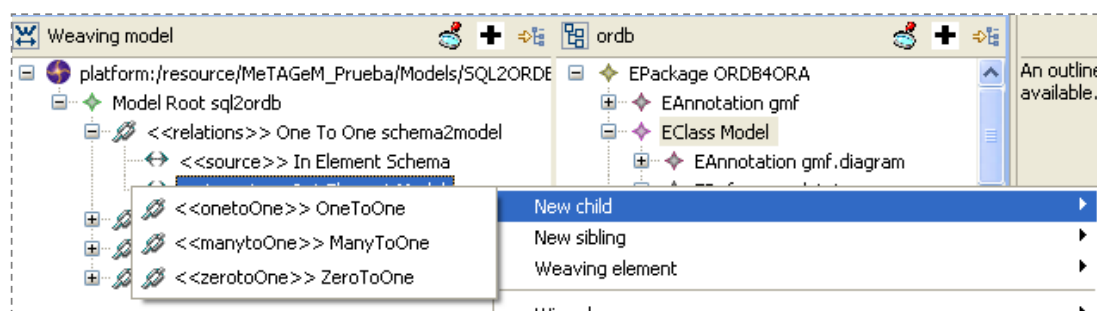 Weaving model
ordb
platform:/resource/MeTAGeM_Prueba/Models/SQL2ORDB
EPackage ORDB4ORA
An outline
available.
Model Root sql2ordb
EAnnotation gmf
<<relations>> One To One schema2model
EClass Model
<<source>> In Element Schema
EAnnotation gmf.diagram
<<onetoOne>> OneToOne
New child
<<manytoOne>> ManyToOne
New sibling
<<zerotoOne>> ZeroToOne
Weaving element